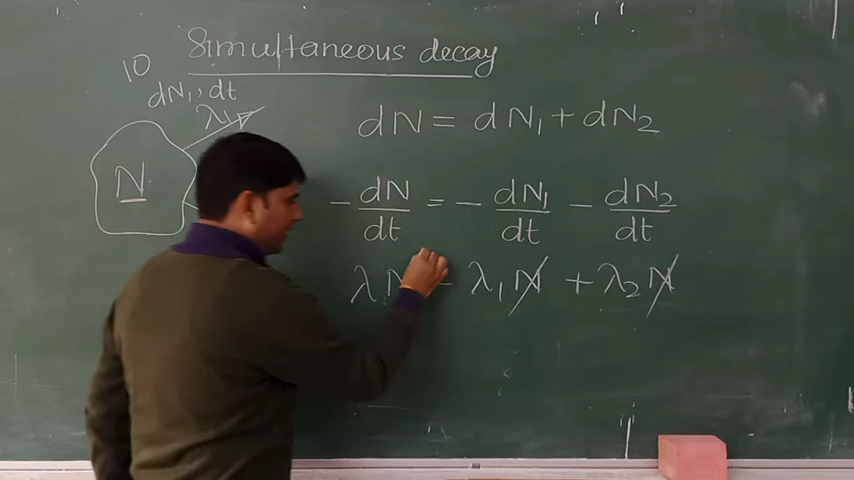 Simultaneous decay
10
dN₁, dt
λ₁
N
dN = dN₁ + dN₂
- dN/dt = - dN₁/dt - dN₂/dt
λN = λ₁N + λ₂N